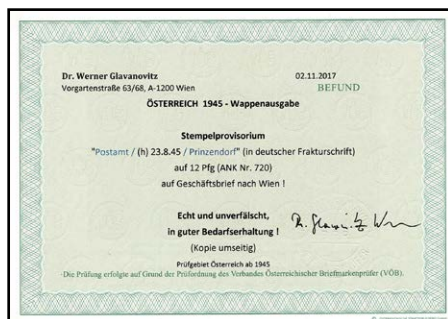 Dr. Werner Glavanovitz 02.11.2017
Vorgartenstraße 63/68, A-1200 Wien BEFUND
ÖSTERREICH 1945 - Wappenausgabe
Stempelprovisorium
"Postamt / (h) 23.8.45 / Prinzendorf" (in deutscher Frakturschrift)
auf 12 Pfg (ANK Nr. 720)
auf Geschäftsbrief nach Wien !
Echt und unverfälscht,
in guter Bedarfserhaltung !
(Kopie umseitig)
Prüfgebiet Österreich ab 1945
Die Prüfung erfolgte auf Grund der Prüfordnung des Verbandes Österreichischer Briefmarkenprüfer (VÖB).